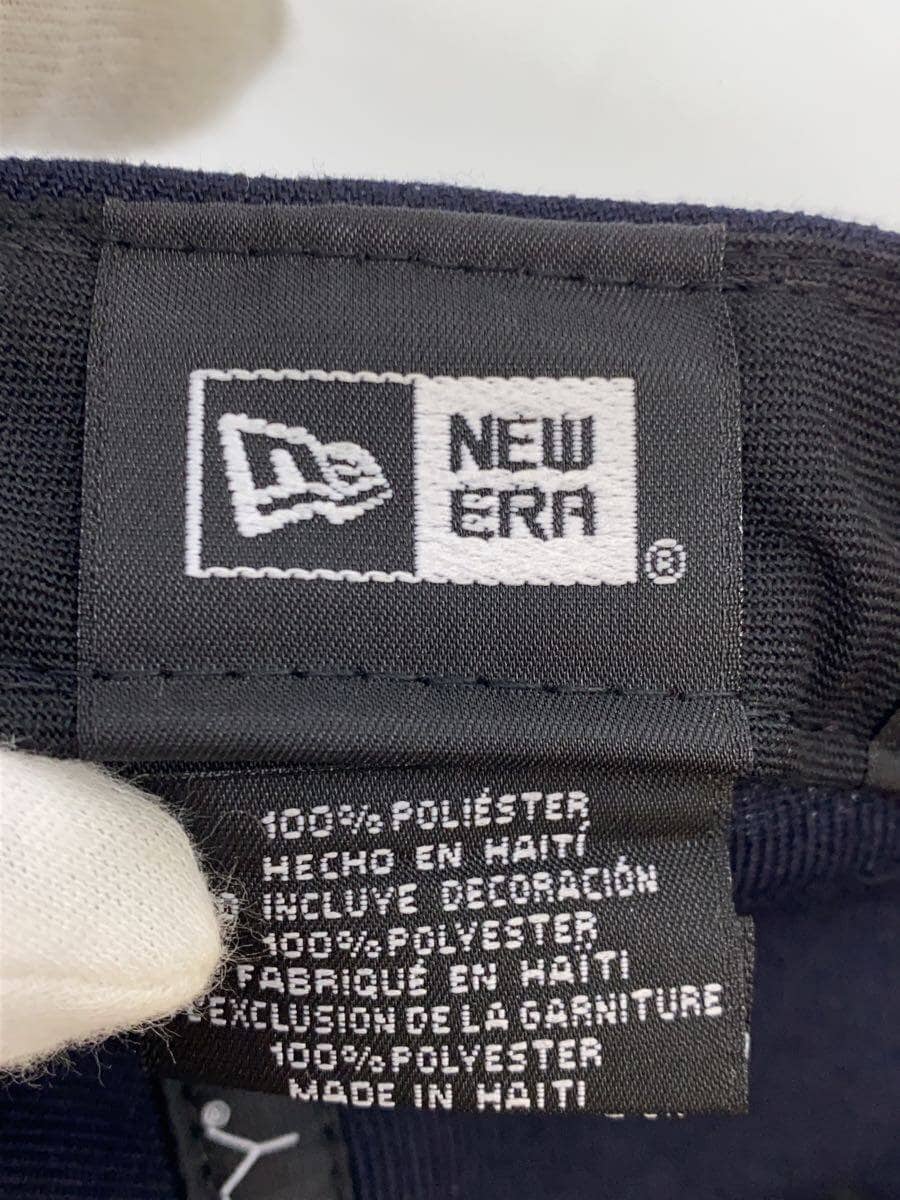 NEW
ERA
®
100% POLIÉSTER
HECHO EN HAITÍ
INCLUYE DECORACIÓN
100% POLYESTER
FABRIQUÉ EN HAÏTI
EXCLUSION DE LA GARNITURE
100% POLYESTER
MADE IN HAITI